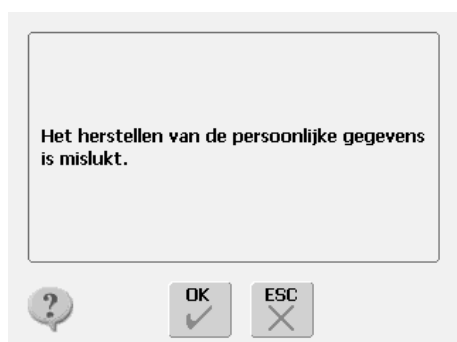 Het herstellen van de persoonlijke gegevens
is mislukt.
?
OK
ESC